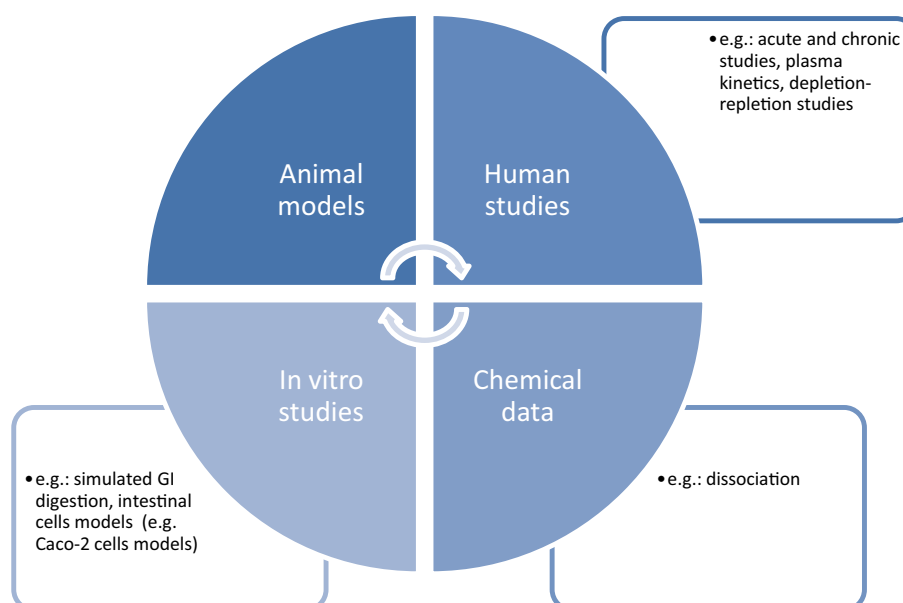 •e.g.: acute and chronic
studies, plasma
kinetics, depletion-
repletion studies
Animal
models
Human
studies
In vitro
studies
Chemical
data
•e.g.: simulated GI
digestion, intestinal
cells models (e.g.
Caco-2 cells models)
•e.g.: dissociation